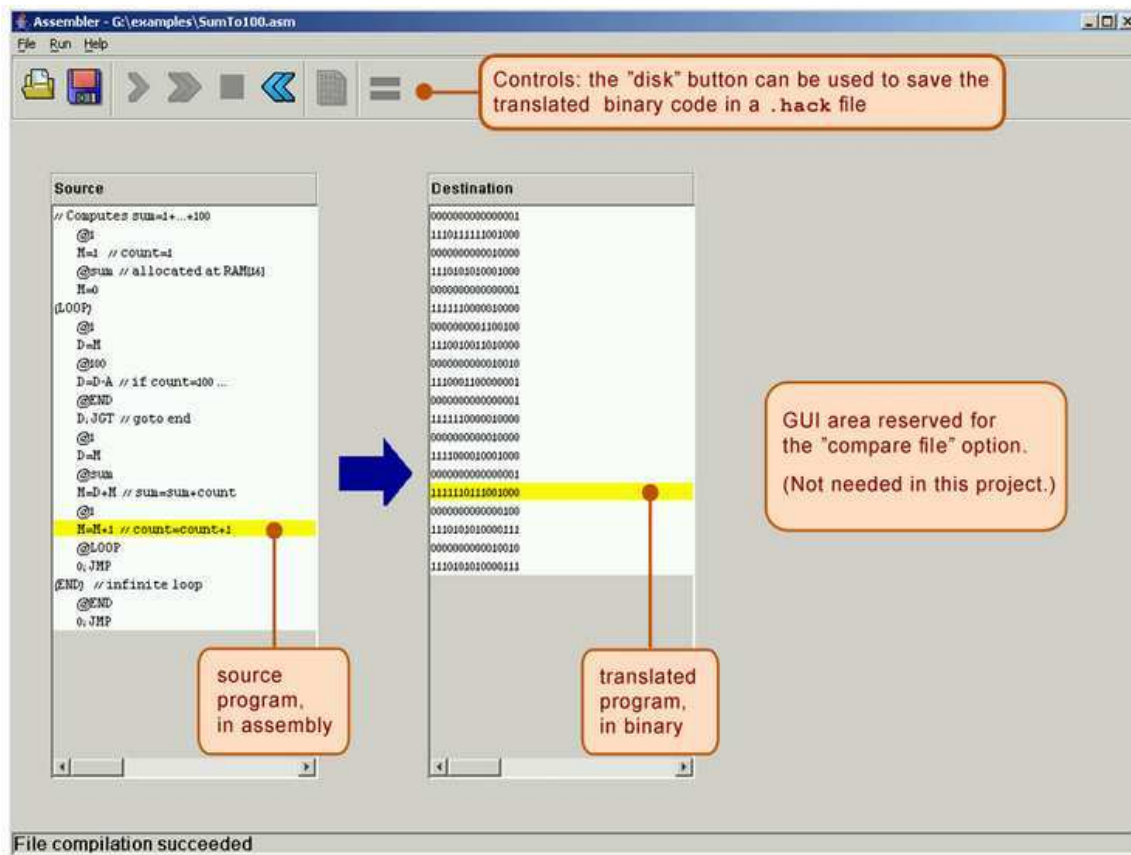 Assembler - G:\examples\SumTo100.asm
File Run Help
Controls: the "disk" button can be used to save the
translated binary code in a .hack file
Source
// Computes sum=1+...+100
@1
M=1 // count=1
@sum // allocated at RAM[16]
M=0
(LOOP)
@1
D=M
@100
D=D-A // if count=100 ...
@END
D; JGT // goto end
@1
D=M
@sum
M=D+M // sum=sum+count
@1
M=M+1 // count=count+1
@LOOP
0; JMP
(END) // infinite loop
@END
0; JMP
source
program,
in assembly
Destination
0000000000000001
1110111111001000
0000000000010000
1110101010001000
0000000000000001
1111110000010000
0000000001100100
1110010011010000
0000000000010010
1110001100000001
0000000000000001
1111110000010000
0000000000010000
1111000010001000
0000000000000001
1111110111001000
0000000000000100
1110101010000111
0000000000010010
1110101010000111
translated
program,
in binary
GUI area reserved for
the "compare file" option.
(Not needed in this project.)
File compilation succeeded